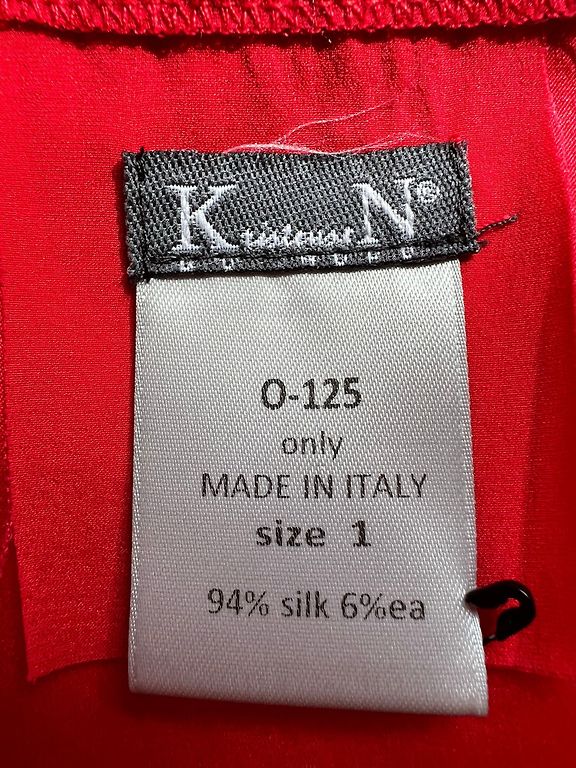 K N®
O-125
only
MADE IN ITALY
size 1
94% silk 6%ea